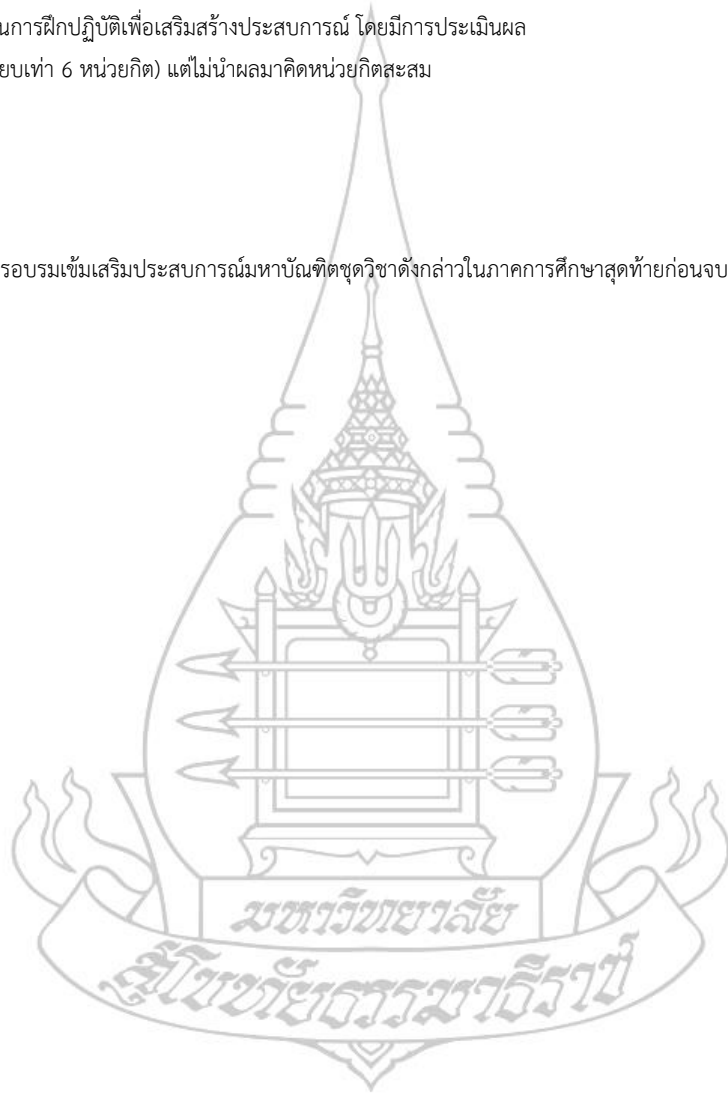 นการฝึกปฏิบัติเพื่อเสริมสร้างประสบการณ์ โดยมีการประเมินผล
ยบเท่า 6 หน่วยกิต) แต่ไม่นำผลมาคิดหน่วยกิตสะสม
รอบรมเข้มเสริมประสบการณ์มหาบัณฑิตชุดวิชาดังกล่าวในภาคการศึกษาสุดท้ายก่อนจบ
มหาวิทยาลัย
สุโขทัยธรรมาธิราช